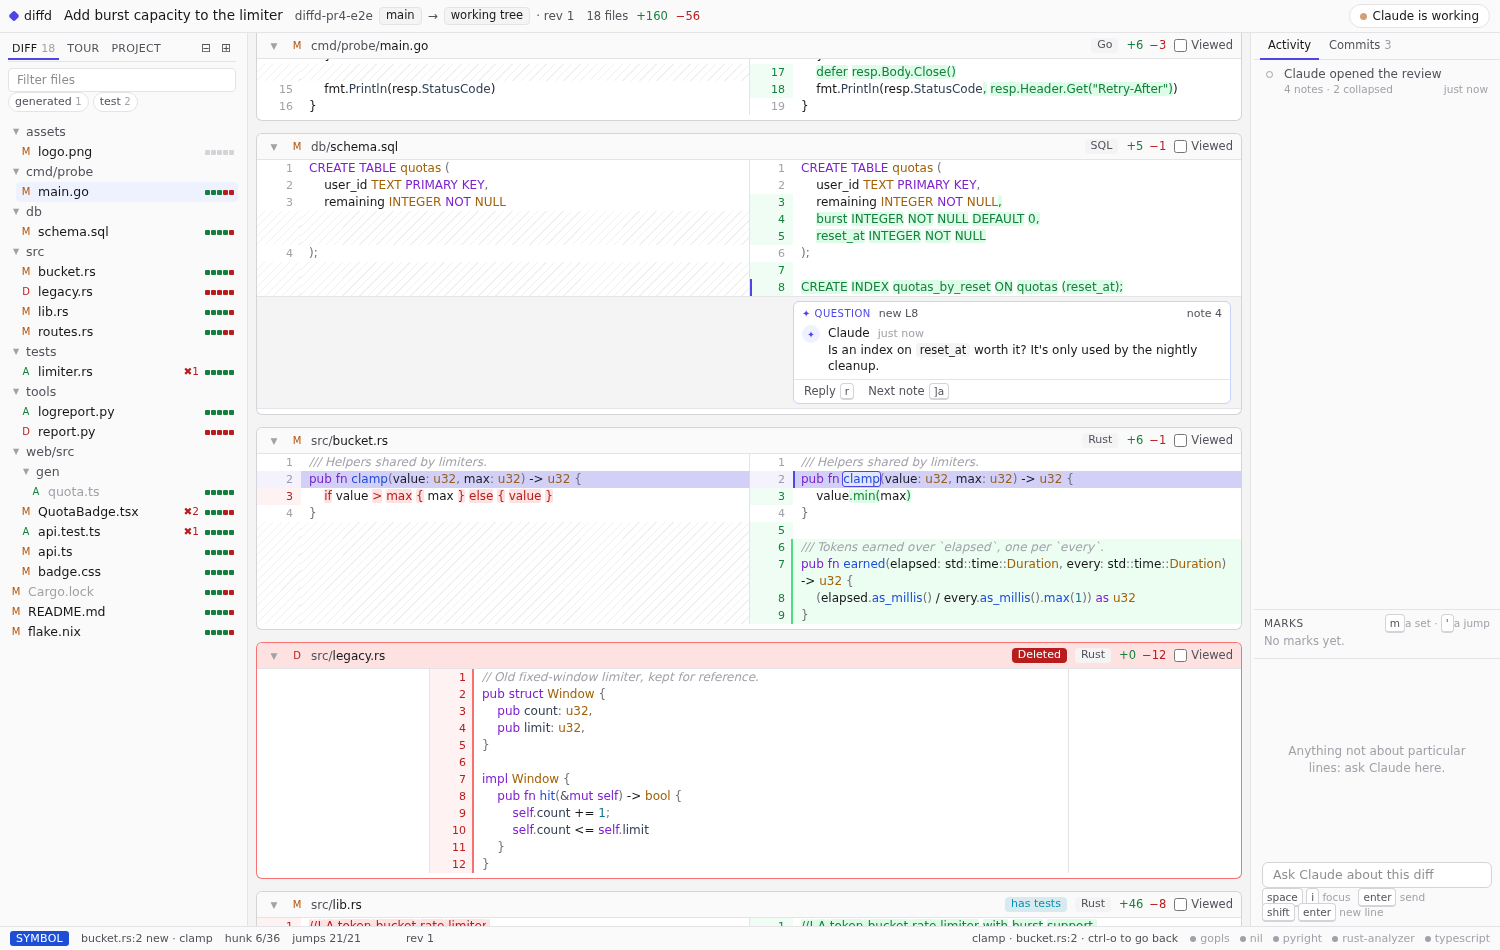 diffd Add burst capacity to the limiter diffd-pr4-e2e main → working tree · rev 1 18 files +160 −56 Claude is working
DIFF 18 TOUR PROJECT
Filter files
generated 1 test 2
assets
M logo.png
cmd/probe
M main.go
db
M schema.sql
src
M bucket.rs
D legacy.rs
M lib.rs
M routes.rs
tests
A limiter.rs ✖1
tools
A logreport.py
D report.py
web/src
gen
A quota.ts
M QuotaBadge.tsx ✖2
A api.test.ts ✖1
M api.ts
M badge.css
M Cargo.lock
M README.md
M flake.nix
M cmd/probe/main.go Go +6 −3 Viewed
17 defer resp.Body.Close()
15 fmt.Println(resp.StatusCode) 18 fmt.Println(resp.StatusCode, resp.Header.Get("Retry-After"))
16 } 19 }
M db/schema.sql SQL +5 −1 Viewed
1 CREATE TABLE quotas ( 1 CREATE TABLE quotas (
2 user_id TEXT PRIMARY KEY, 2 user_id TEXT PRIMARY KEY,
3 remaining INTEGER NOT NULL 3 remaining INTEGER NOT NULL,
4 burst INTEGER NOT NULL DEFAULT 0,
5 reset_at INTEGER NOT NULL
4 ); 6 );
7
8 CREATE INDEX quotas_by_reset ON quotas (reset_at);
✦ QUESTION new L8 note 4
✦ Claude just now
Is an index on reset_at worth it? It's only used by the nightly
cleanup.
Reply r Next note ]a
M src/bucket.rs Rust +6 −1 Viewed
1 /// Helpers shared by limiters. 1 /// Helpers shared by limiters.
2 pub fn clamp(value: u32, max: u32) -> u32 { 2 pub fn clamp(value: u32, max: u32) -> u32 {
3 if value > max { max } else { value } 3 value.min(max)
4 } 4 }
5
6 /// Tokens earned over `elapsed`, one per `every`.
7 pub fn earned(elapsed: std::time::Duration, every: std::time::Duration)
-> u32 {
8 (elapsed.as_millis() / every.as_millis().max(1)) as u32
9 }
D src/legacy.rs Deleted Rust +0 −12 Viewed
1 // Old fixed-window limiter, kept for reference.
2 pub struct Window {
3 pub count: u32,
4 pub limit: u32,
5 }
6
7 impl Window {
8 pub fn hit(&mut self) -> bool {
9 self.count += 1;
10 self.count <= self.limit
11 }
12 }
M src/lib.rs has tests Rust +46 −8 Viewed
1 //! A token bucket rate limiter. 1 //! A token bucket rate limiter with burst support.
Activity Commits 3
Claude opened the review
4 notes · 2 collapsed just now
MARKS m a set · ' a jump
No marks yet.
Anything not about particular
lines: ask Claude here.
Ask Claude about this diff
space i focus enter send
shift enter new line
SYMBOL bucket.rs:2 new · clamp hunk 6/36 jumps 21/21 rev 1 clamp · bucket.rs:2 · ctrl-o to go back gopls nil pyright rust-analyzer typescript